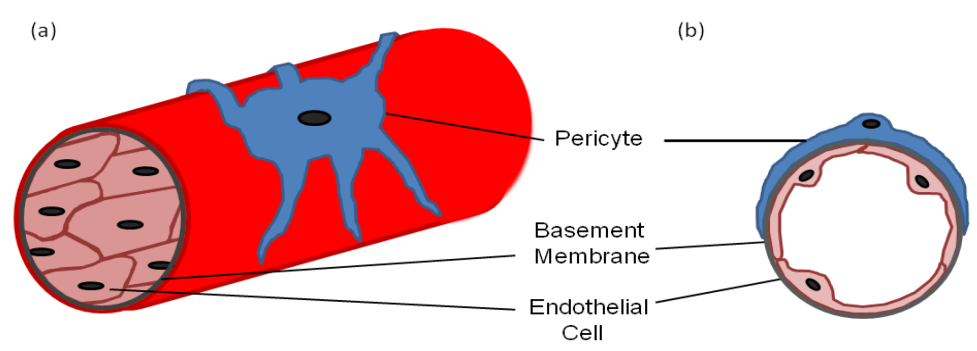 (a)
(b)
Pericyte
Basement
Membrane
Endothelial
Cell